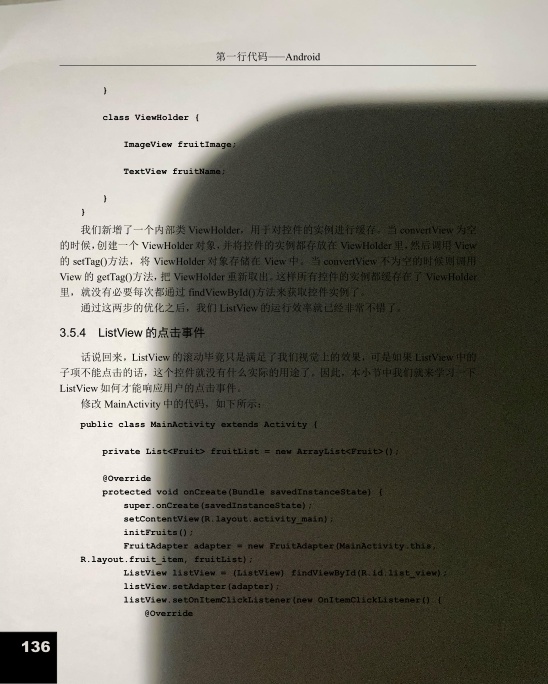 第一行代码——Android
}
class ViewHolder {
ImageView fruitImage;
TextView fruitName;
}
}
我们新增了一个内部类 ViewHolder，用于对控件的实例进行缓存。当 convertView 为空
的时候，创建一个 ViewHolder 对象，并将控件的实例都存放在 ViewHolder 里，然后调用 View
的 setTag()方法，将 ViewHolder 对象存储在 View 中。当 convertView 不为空的时候则调用
View 的 getTag()方法，把 ViewHolder 重新取出。这样所有控件的实例都缓存在了 ViewHolder
里，就没有必要每次都通过 findViewById()方法来获取控件实例了。
通过这两步的优化之后，我们 ListView 的运行效率就已经非常不错了。
3.5.4 ListView 的点击事件
话说回来，ListView 的滚动毕竟只是满足了我们视觉上的效果，可是如果 ListView 中的
子项不能点击的话，这个控件就没有什么实际的用途了。因此，本小节中我们就来学习一下
ListView 如何才能响应用户的点击事件。
修改 MainActivity 中的代码，如下所示：
public class MainActivity extends Activity {
private List<Fruit> fruitList = new ArrayList<Fruit>();
@Override
protected void onCreate(Bundle savedInstanceState) {
super.onCreate(savedInstanceState);
setContentView(R.layout.activity_main);
initFruits();
FruitAdapter adapter = new FruitAdapter(MainActivity.this,
R.layout.fruit_item, fruitList);
ListView listView = (ListView) findViewById(R.id.list_view);
listView.setAdapter(adapter);
listView.setOnItemClickListener(new OnItemClickListener() {
@Override
136